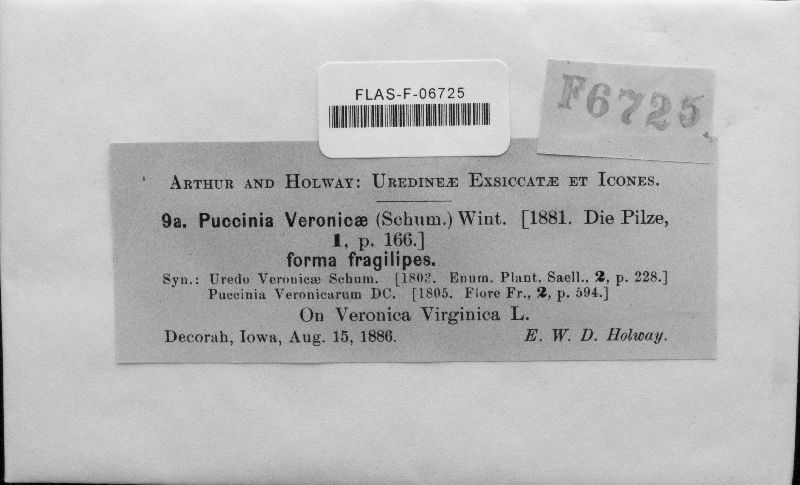 FLAS-F-06725
F6725
ARTHUR AND HOLWAY: UREDINEÆ EXSICCATÆ ET ICONES.
9a. Puccinia Veronicæ (Schum.) Wint. [1881. Die Pilze,
1, p. 166.]
forma fragilipes.
Syn.: Uredo Veronicæ Schum. [1803. Enum. Plant. Saell., 2, p. 228.]
Puccinia Veronicarum DC. [1805. Flore Fr., 2, p. 594.]
On Veronica Virginica L.
Decorah, Iowa, Aug. 15, 1886. E. W. D. Holway.